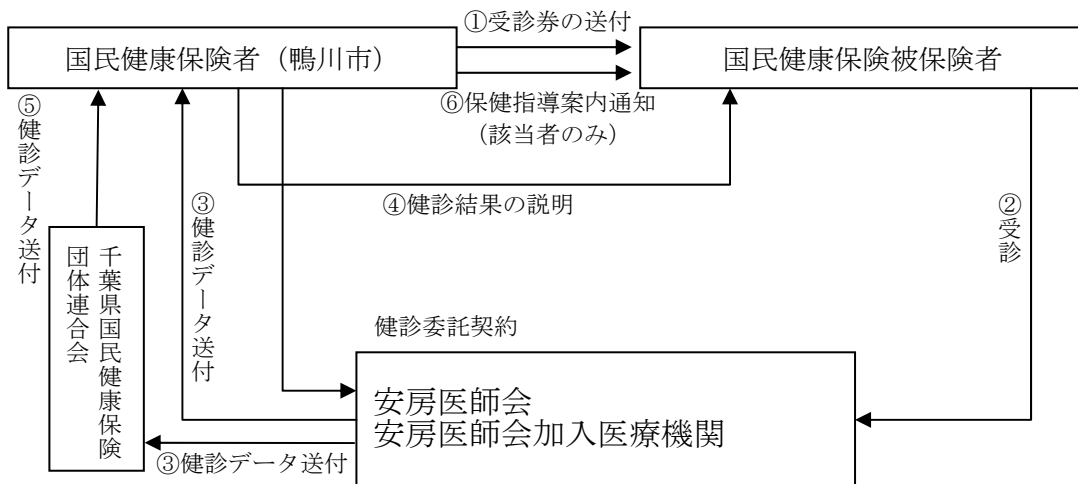 ①受診券の送付
国民健康保険者（鴨川市）
国民健康保険被保険者
⑥保健指導案内通知
（該当者のみ）
⑤健診データ送付
③健診データ送付
④健診結果の説明
②受診
千葉県国民健康保険
団体連合会
健診委託契約
安房医師会
安房医師会加入医療機関
③健診データ送付